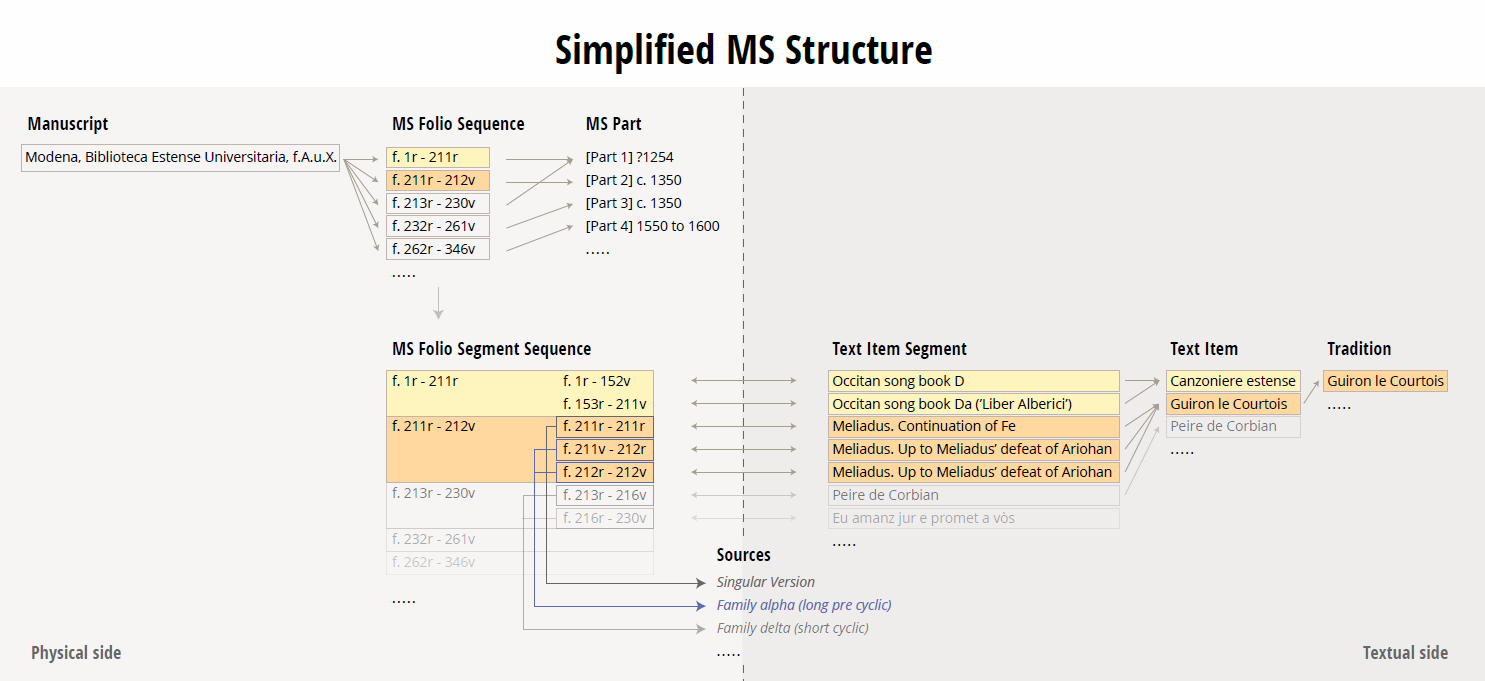 Simplified MS Structure
Manuscript
Modena, Biblioteca Estense Universitaria, f.A.u.X.
MS Folio Sequence
f. 1r - 211r
f. 211r - 212v
f. 213r - 230v
f. 232r - 261v
f. 262r - 346v
.....
MS Part
[Part 1] ?1254
[Part 2] c. 1350
[Part 3] c. 1350
[Part 4] 1550 to 1600
.....
MS Folio Segment Sequence
f. 1r - 211r
f. 1r - 152v
f. 153r - 211v
f. 211r - 212v
f. 211r - 211r
f. 211v - 212r
f. 212r - 212v
f. 213r - 230v
f. 213r - 216v
f. 216r - 230v
f. 232r - 261v
f. 262r - 346v
.....
Text Item Segment
Occitan song book D
Occitan song book Da (‘Liber Alberici’)
Meliadus. Continuation of Fe
Meliadus. Up to Meliadus’ defeat of Ariohan
Meliadus. Up to Meliadus’ defeat of Ariohan
Peire de Corbian
Eu amanz jur e promet a vòs
.....
Text Item
Canzoniere estense
Guiron le Courtois
Peire de Corbian
.....
Tradition
Guiron le Courtois
.....
Sources
Singular Version
Family alpha (long pre cyclic)
Family delta (short cyclic)
.....
Physical side
Textual side